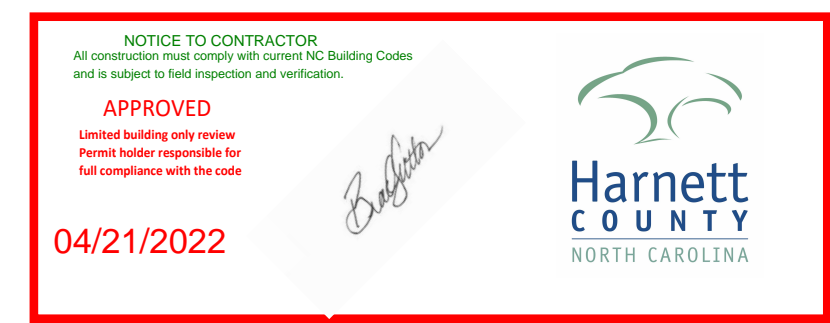 NOTICE TO CONTRACTOR
All construction must comply with current NC Building Codes
and is subject to field inspection and verification.
APPROVED
Limited building only review
Permit holder responsible for
full compliance with the code
04/21/2022
Brad Sutton
Harnett
COUNTY
NORTH CAROLINA